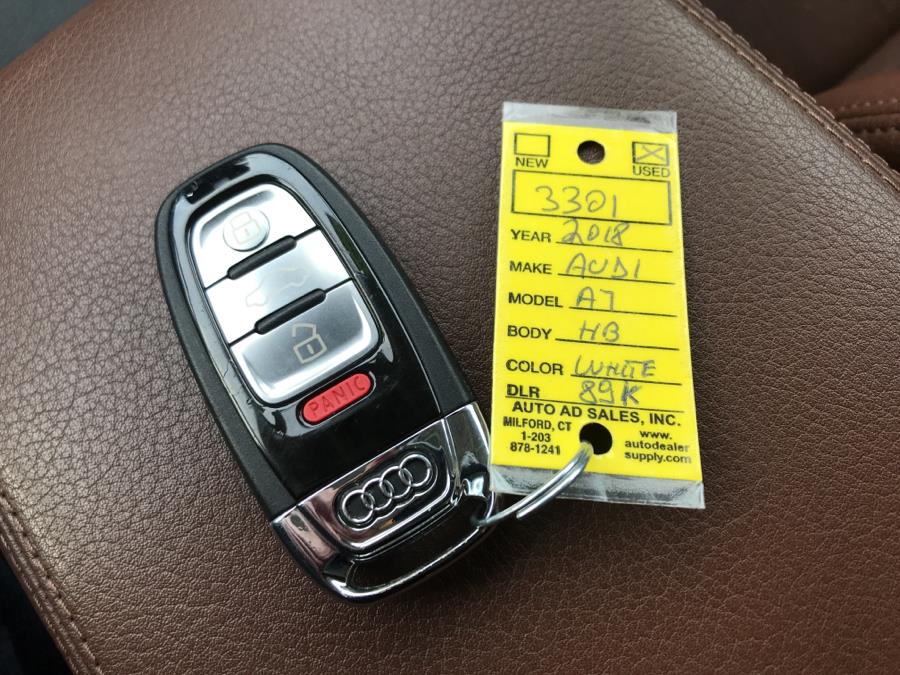 PANIC
NEW USED
3301
YEAR 2018
MAKE AUDI
MODEL A7
BODY HB
COLOR WHITE
DLR 89K
AUTO AD SALES, INC.
MILFORD, CT
1-203
878-1241
www.
autodealer
supply.com